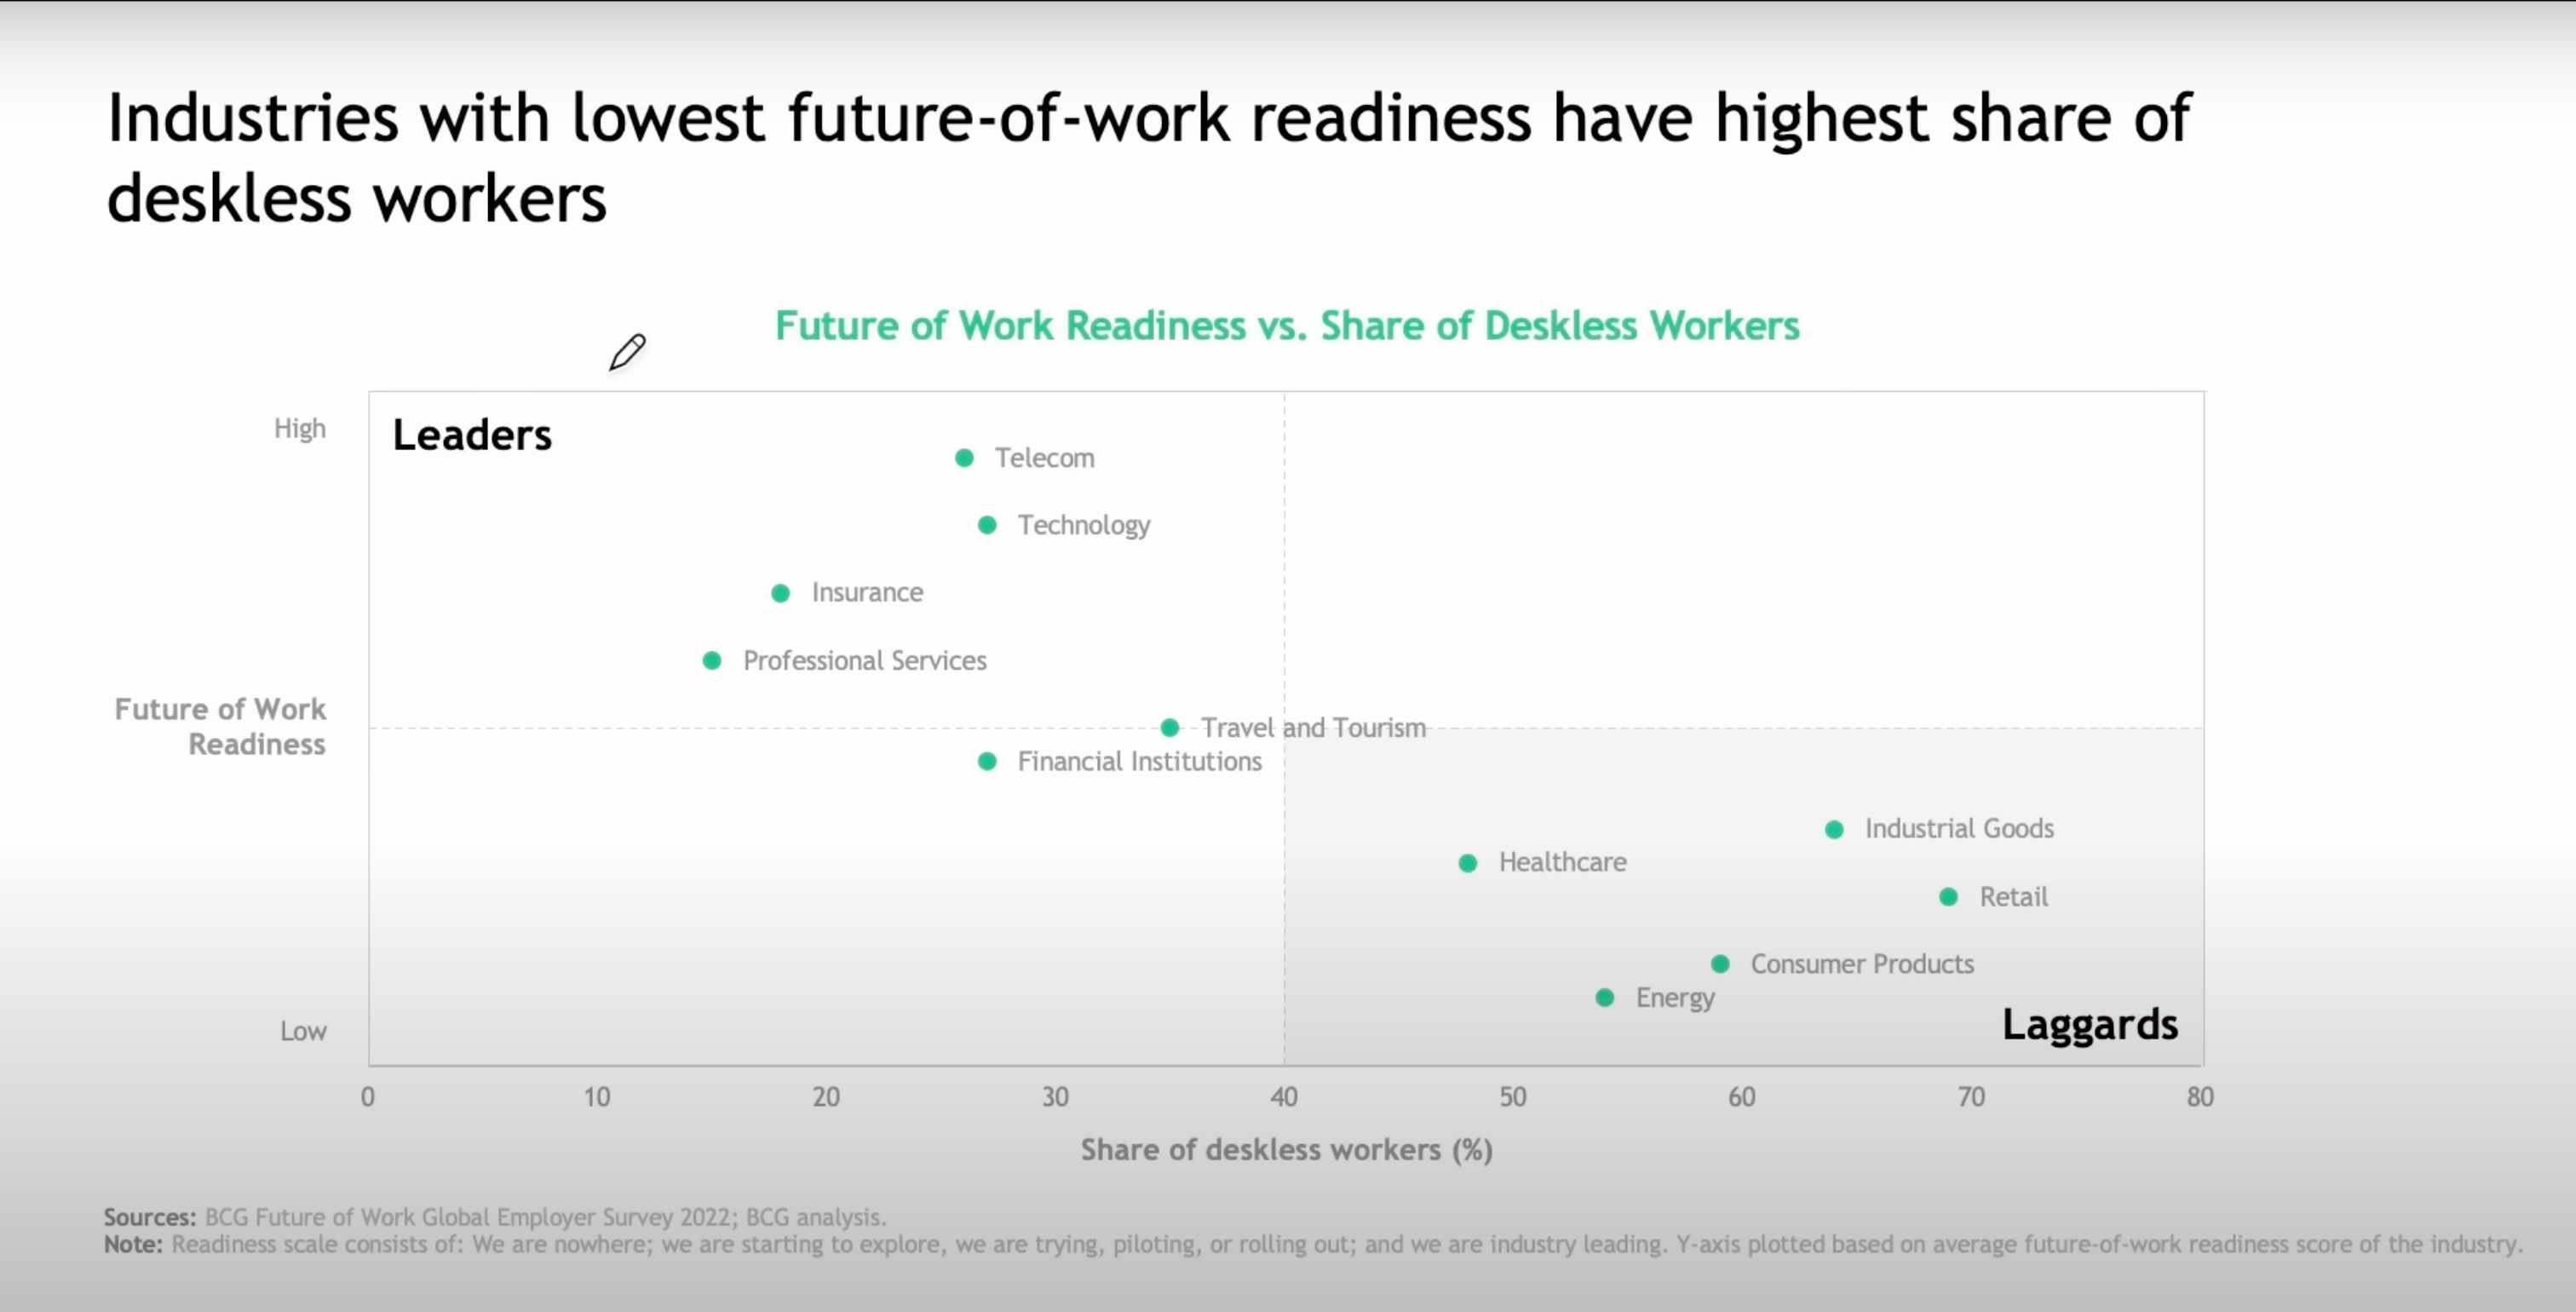 Industries with lowest future-of-work readiness have highest share of
deskless workers
Future of Work Readiness vs. Share of Deskless Workers
High
Leaders
Telecom
Technology
Insurance
Professional Services
Future of Work
Readiness
Travel and Tourism
Financial Institutions
Industrial Goods
Healthcare
Retail
Consumer Products
Energy
Low
Laggards
0 10 20 30 40 50 60 70 80
Share of deskless workers (%)
Sources: BCG Future of Work Global Employer Survey 2022; BCG analysis.
Note: Readiness scale consists of: We are nowhere; we are starting to explore, we are trying, piloting, or rolling out; and we are industry leading. Y-axis plotted based on average future-of-work readiness score of the industry.